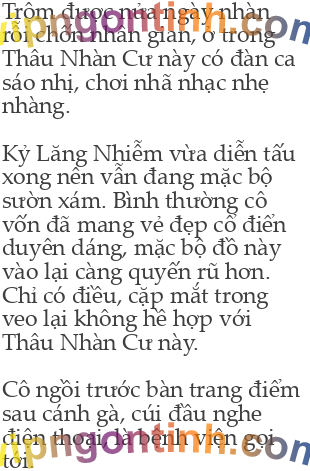 Trộm được nửa ngày nhàn
rỗi chốn nhân gian, ở trong
Thâu Nhàn Cư này có đàn ca
sáo nhị, chơi nhã nhạc nhẹ
nhàng.

Kỷ Lăng Nhiễm vừa diễn tấu
xong nên vẫn đang mặc bộ
sườn xám. Bình thường cô
vốn đã mang vẻ đẹp cổ điển
duyên dáng, mặc bộ đồ này
vào lại càng quyến rũ hơn.
Chỉ có điều, cặp mắt trong
veo lại không hề hợp với
Thâu Nhàn Cư này.

Cô ngồi trước bàn trang điểm
sau cánh gà, cúi đầu nghe
điện thoại, là bệnh viện gọi
tới.
vipngontinh.com
vipngontinh.com